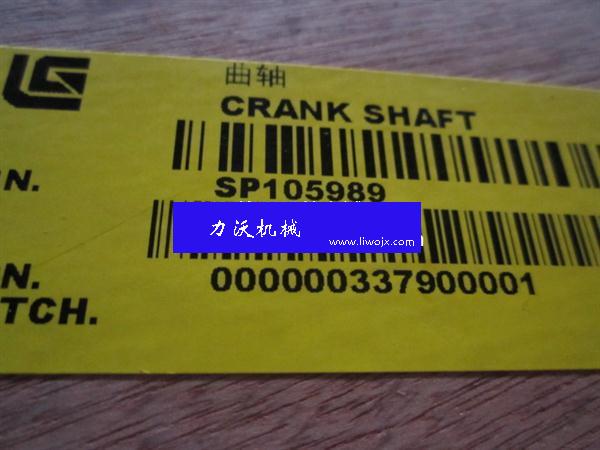 曲轴
CRANK SHAFT
N.
SP105989
力沃机械
www.liwojx.com
N.
000000337900001
TCH.